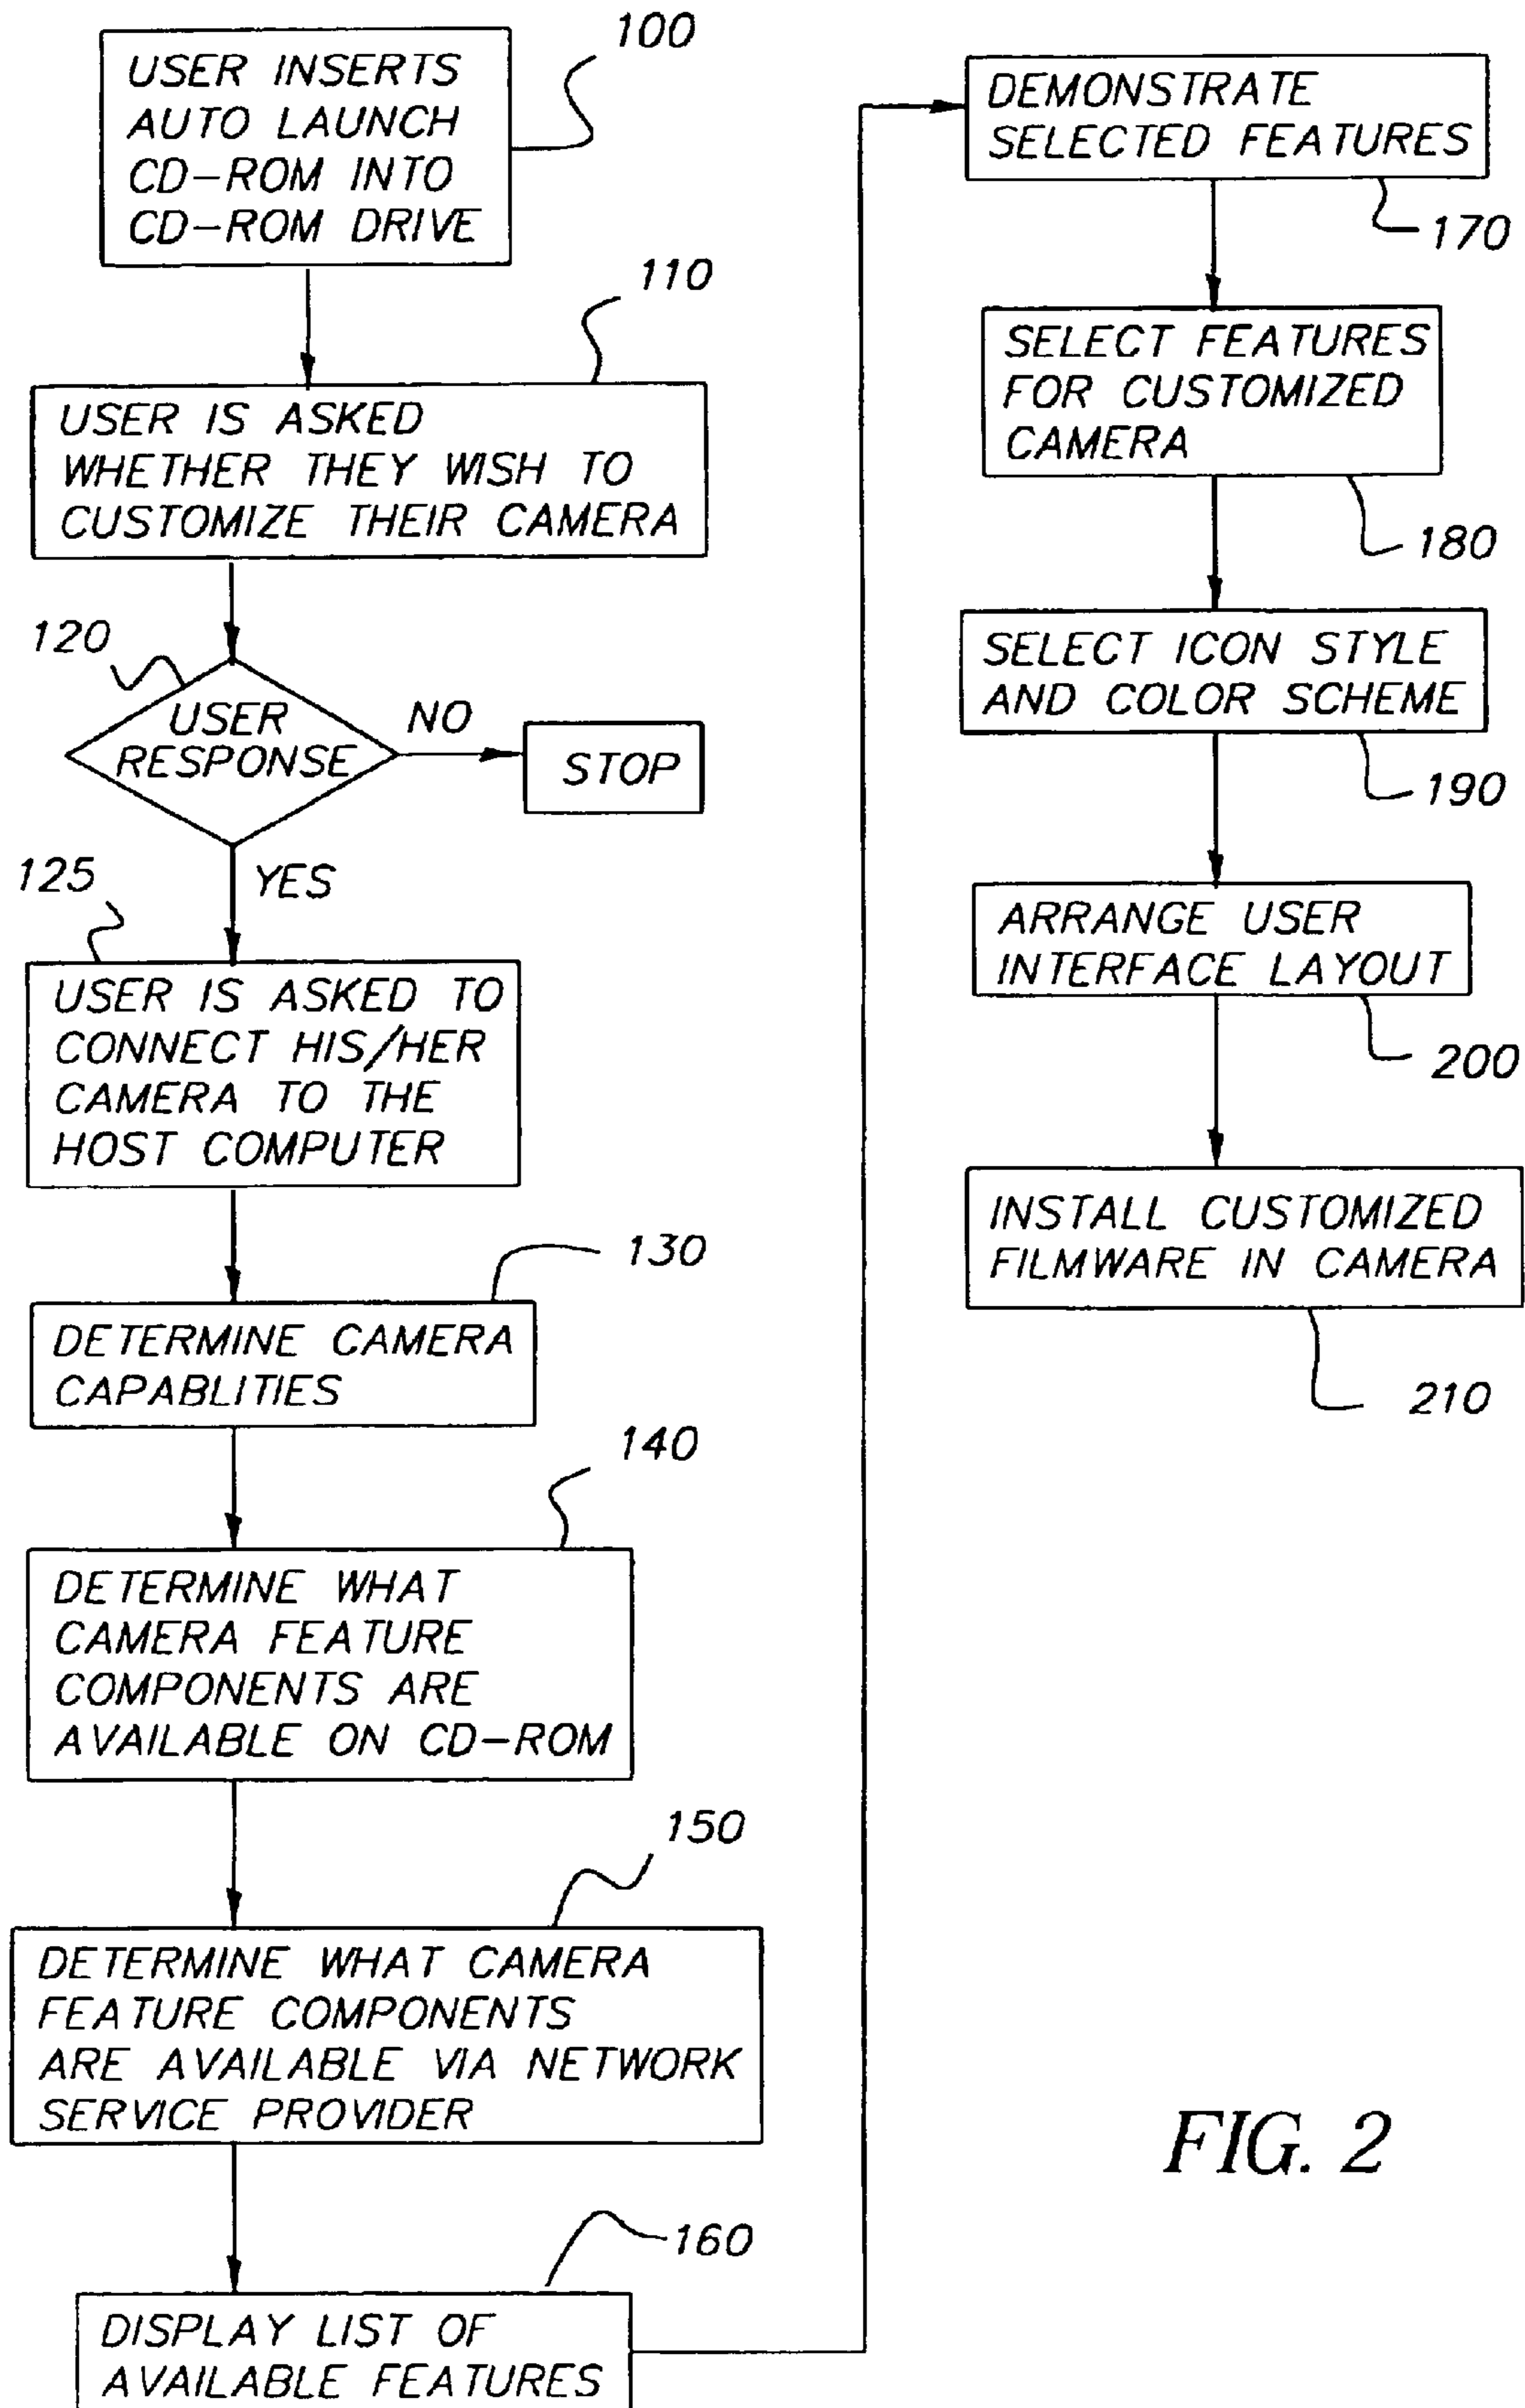 100
USER INSERTS
AUTO LAUNCH
CD-ROM INTO
CD-ROM DRIVE
110
USER IS ASKED
WHETHER THEY WISH TO
CUSTOMIZE THEIR CAMERA
120
USER
RESPONSE
NO
STOP
YES
125
USER IS ASKED TO
CONNECT HIS/HER
CAMERA TO THE
HOST COMPUTER
130
DETERMINE CAMERA
CAPABLITIES
140
DETERMINE WHAT
CAMERA FEATURE
COMPONENTS ARE
AVAILABLE ON CD-ROM
150
DETERMINE WHAT CAMERA
FEATURE COMPONENTS
ARE AVAILABLE VIA NETWORK
SERVICE PROVIDER
160
DISPLAY LIST OF
AVAILABLE FEATURES
DEMONSTRATE
SELECTED FEATURES
170
SELECT FEATURES
FOR CUSTOMIZED
CAMERA
180
SELECT ICON STYLE
AND COLOR SCHEME
190
ARRANGE USER
INTERFACE LAYOUT
200
INSTALL CUSTOMIZED
FILMWARE IN CAMERA
210
FIG. 2